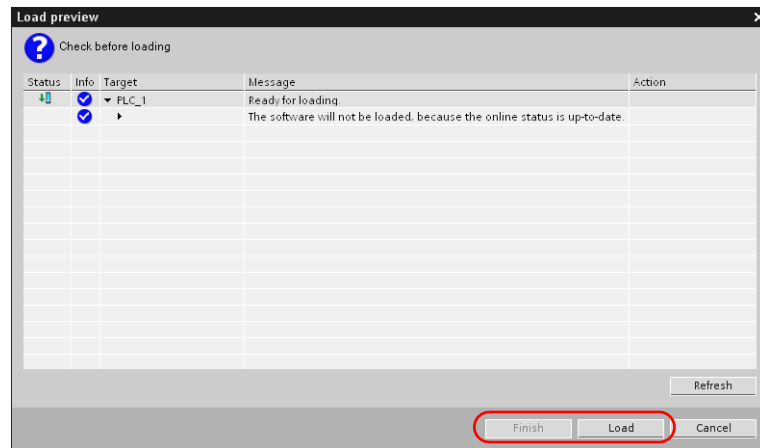 Load preview
Check before loading
Status Info Target Message Action
PLC_1 Ready for loading.
The software will not be loaded, because the online status is up-to-date.
Refresh
Finish Load Cancel